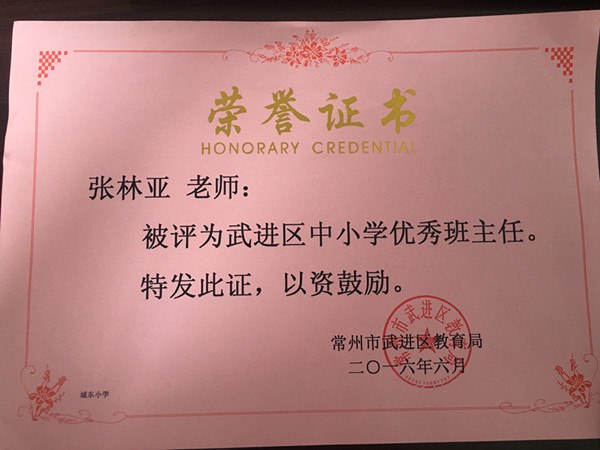 荣誉证书
HONORARY CREDENTIAL
张林亚 老师：
被评为武进区中小学优秀班主任。
特发此证，以资鼓励。
常州市武进区教育局
二〇一六年六月
城东小学